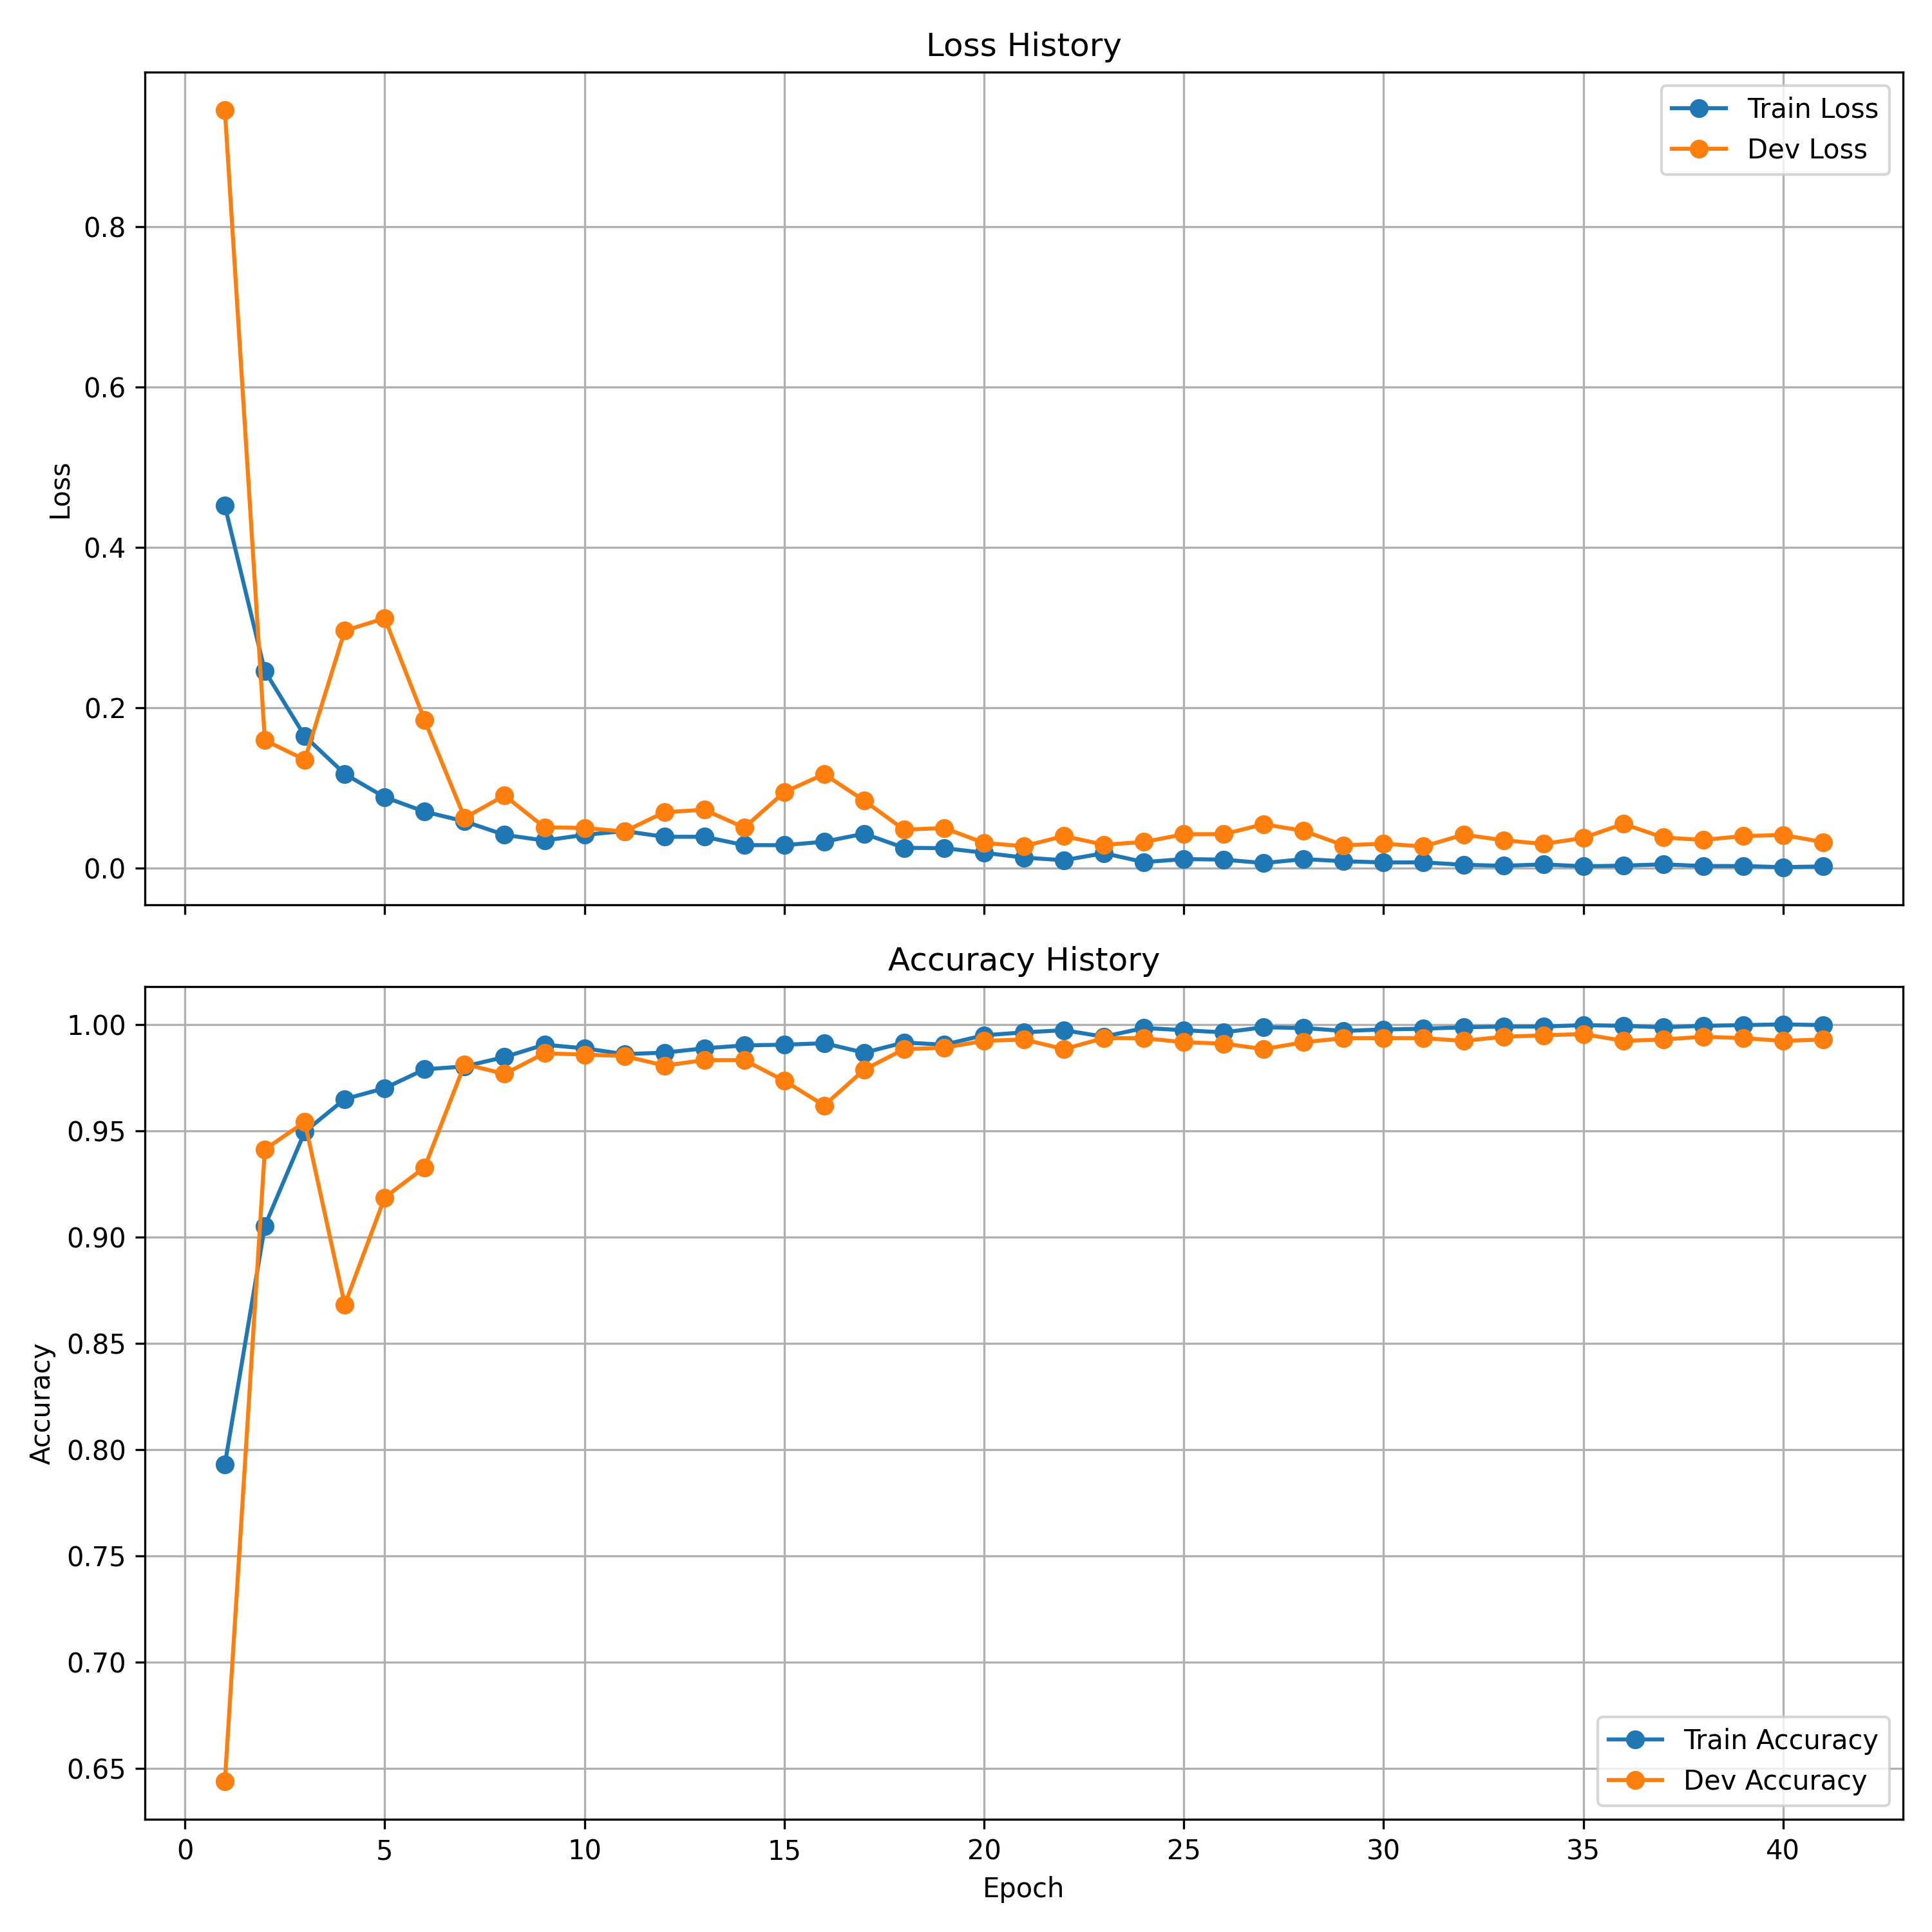 Loss History
Train Loss
Dev Loss
0.8
0.6
0.4
0.2
0.0
Loss
Accuracy History
1.00
0.95
0.90
0.85
0.80
0.75
0.70
0.65
Accuracy
Train Accuracy
Dev Accuracy
0 5 10 15 20 25 30 35 40
Epoch